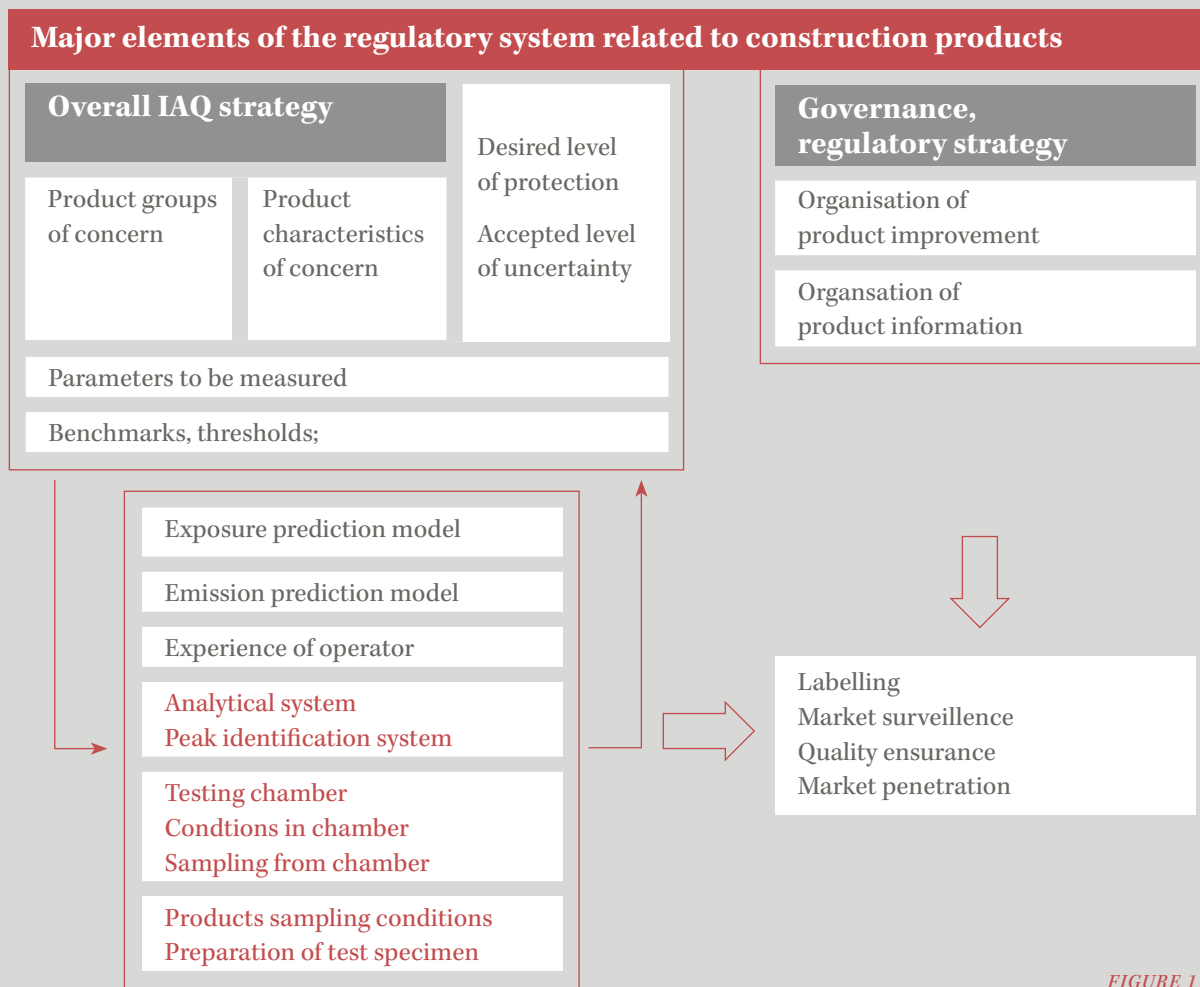 Major elements of the regulatory system related to construction products
Overall IAQ strategy
Product groups
of concern
Product
characteristics
of concern
Desired level
of protection
Accepted level
of uncertainty
Parameters to be measured
Benchmarks, thresholds;
Governance,
regulatory strategy
Organisation of
product improvement
Organsation of
product information
Exposure prediction model
Emission prediction model
Experience of operator
Analytical system
Peak identification system
Testing chamber
Condtions in chamber
Sampling from chamber
Products sampling conditions
Preparation of test specimen
Labelling
Market surveillence
Quality ensurance
Market penetration
FIGURE 1